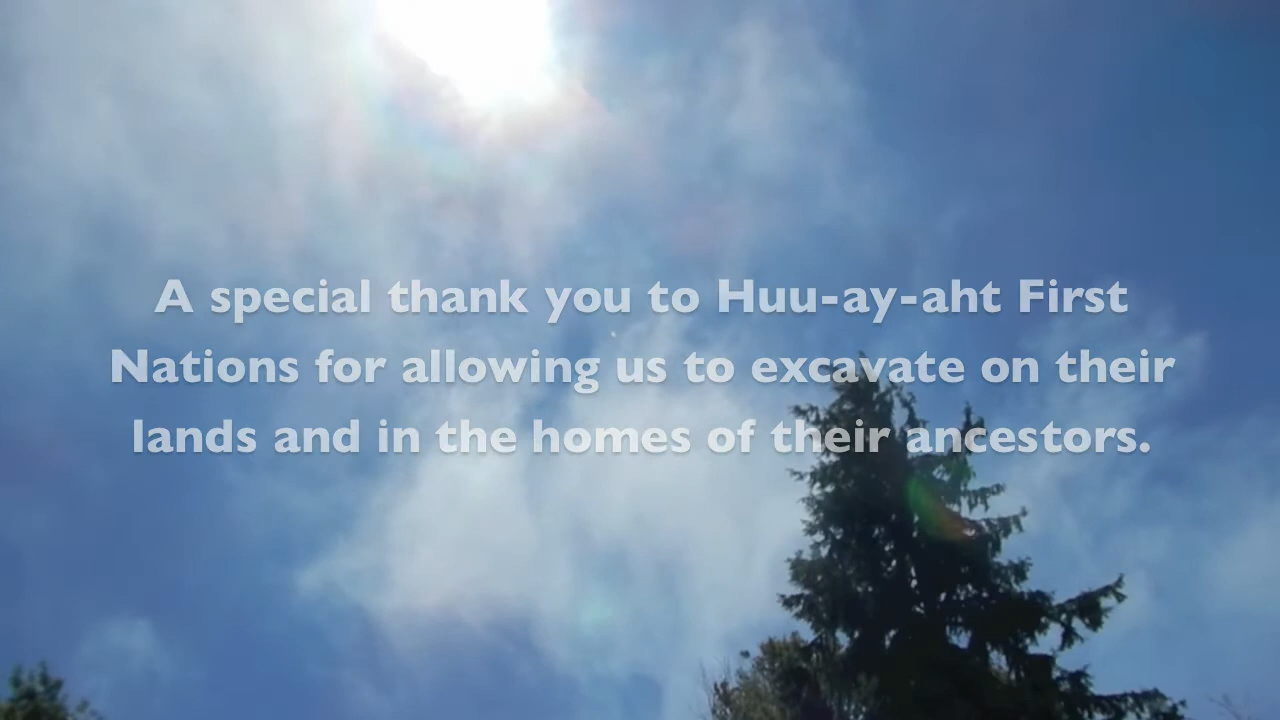 A special thank you to Huu-ay-aht First
Nations for allowing us to excavate on their
lands and in the homes of their ancestors.